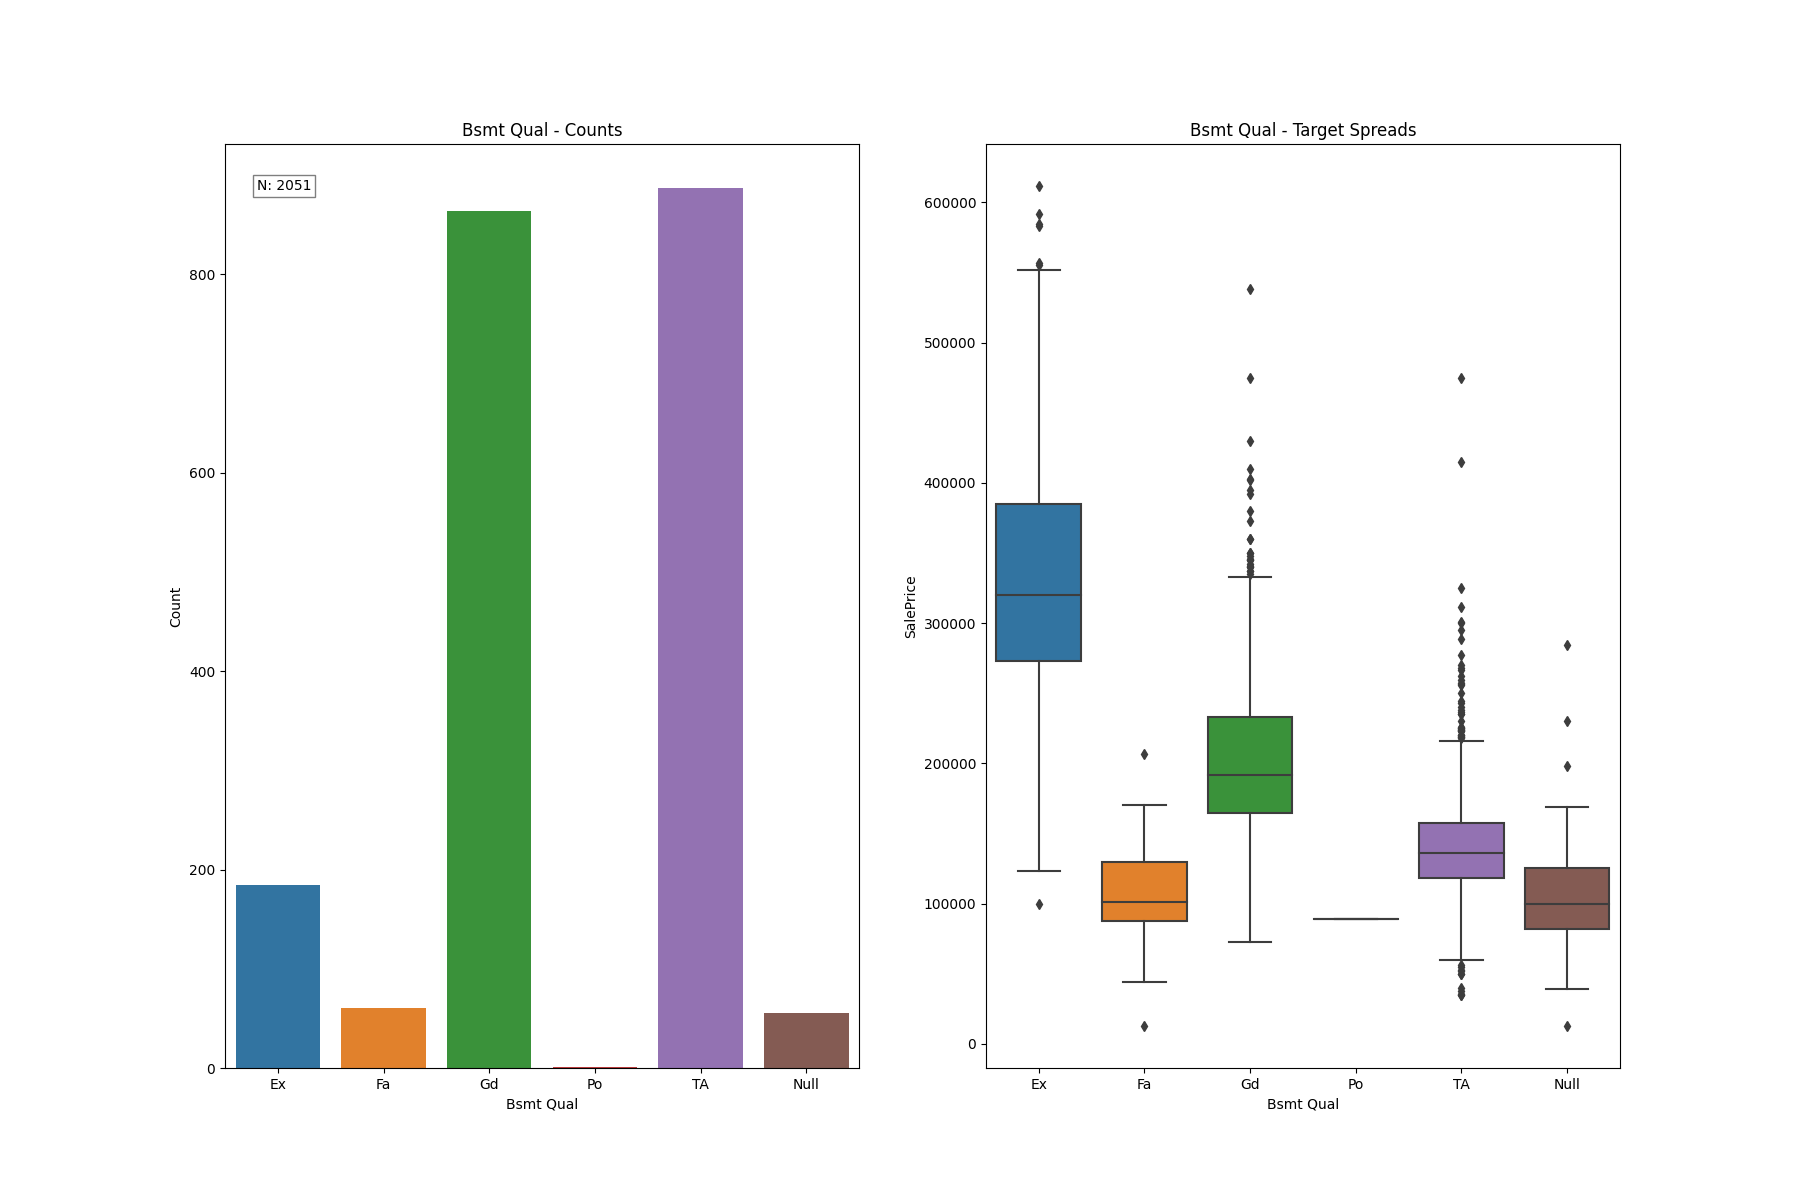 Bsmt Qual - Counts
N: 2051
800
600
400
200
0
Count
Ex Fa Gd Po TA Null
Bsmt Qual
Bsmt Qual - Target Spreads
600000
500000
400000
300000
200000
100000
0
SalePrice
Ex Fa Gd Po TA Null
Bsmt Qual